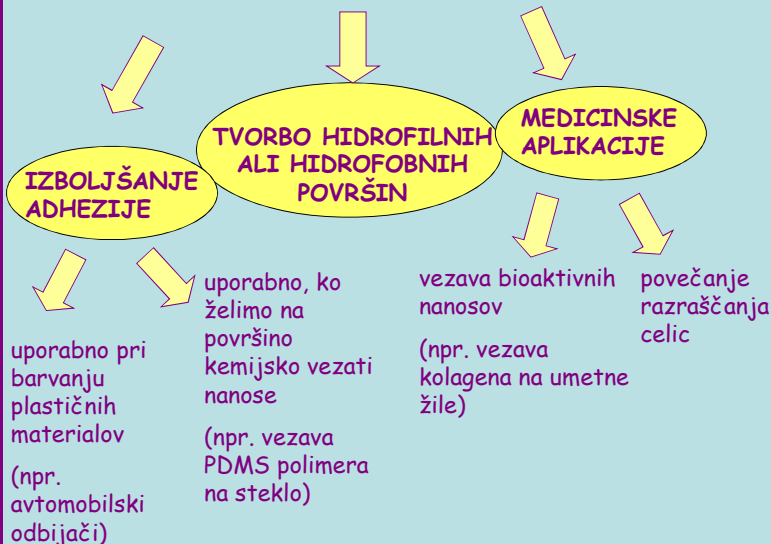 IZBOLJŠANJE
ADHEZIJE
TVORBO HIDROFILNIH
ALI HIDROFOBNIH
POVRŠIN
MEDICINSKE
APLIKACIJE
uporabno pri
barvanju
plastičnih
materialov
(npr.
avtomobilski
odbijači)
uporabno, ko
želimo na
površino
kemijsko vezati
nanose
(npr. vezava
PDMS polimera
na steklo)
vezava bioaktivnih
nanosov
(npr. vezava
kolagena na umetne
žile)
povečanje
razraščanja
celic